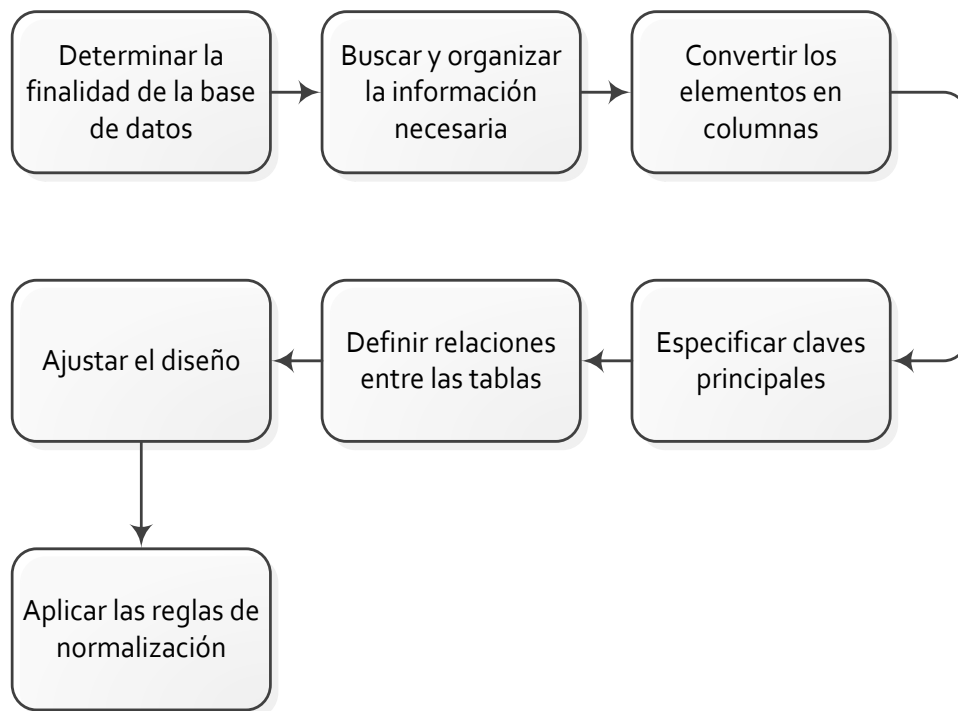 Determinar la
finalidad de la base
de datos
Buscar y organizar
la información
necesaria
Convertir los
elementos en
columnas
Especificar claves
principales
Definir relaciones
entre las tablas
Ajustar el diseño
Aplicar las reglas de
normalización